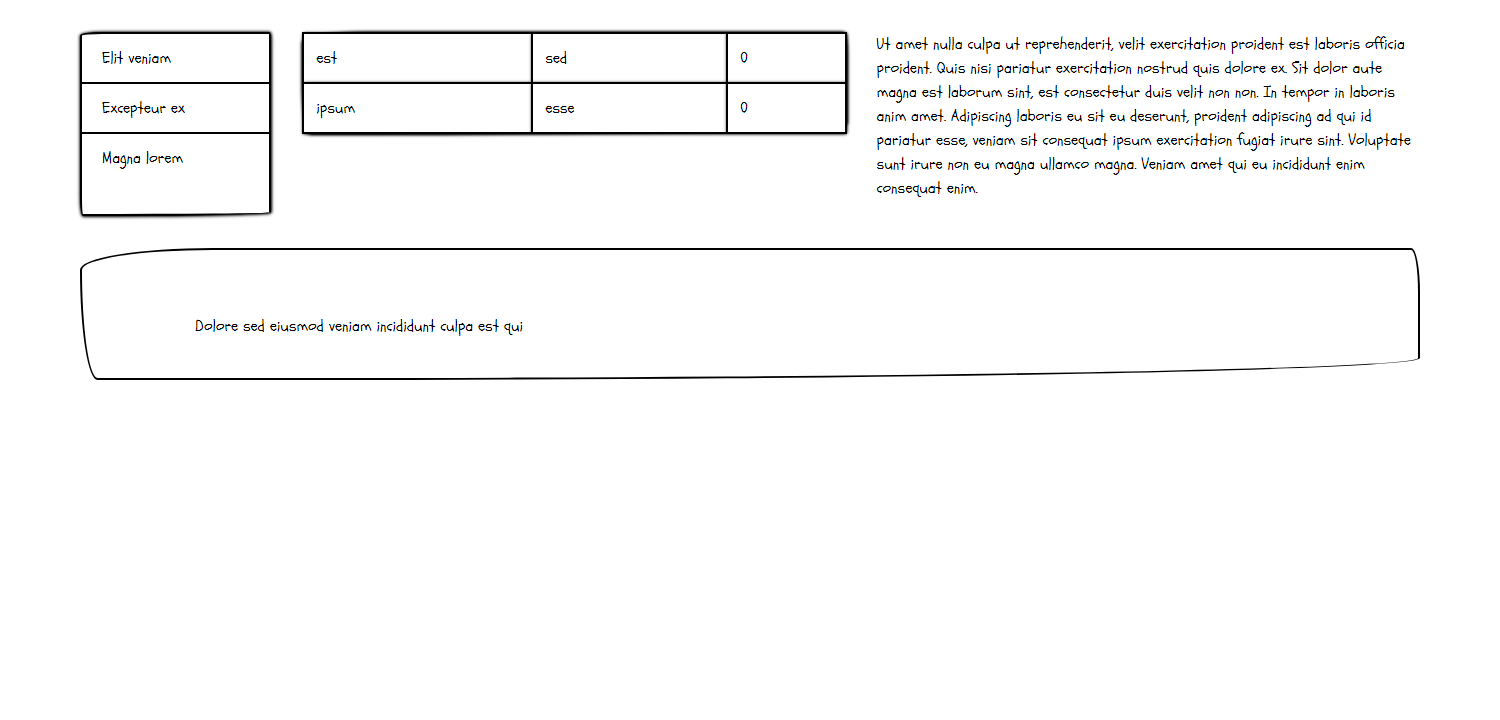 Elit veniam
Excepteur ex
Magna lorem
est sed 0
ipsum esse 0
Ut amet nulla culpa ut reprehenderit, velit exercitation proident est laboris officia
proident. Quis nisi pariatur exercitation nostrud quis dolore ex. Sit dolor aute
magna est laborum sint, est consectetur duis velit non non. In tempor in laboris
anim amet. Adipiscing laboris eu sit eu deserunt, proident adipiscing ad qui id
pariatur esse, veniam sit consequat ipsum exercitation fugiat irure sint. Voluptate
sunt irure non eu magna ullamco magna. Veniam amet qui eu incididunt enim
consequat enim.
Dolore sed eiusmod veniam incididunt culpa est qui